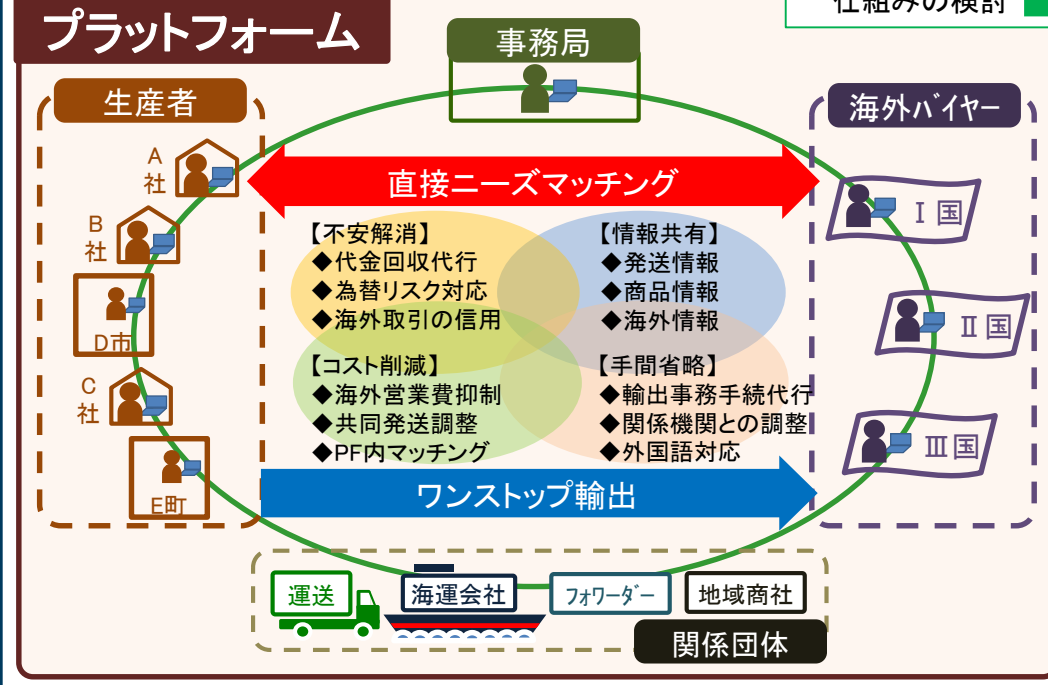 仕組みの検討
プラットフォーム
事務局
生産者
海外バイヤー
A
社
B
社
D市
C
社
E町
直接ニーズマッチング
【不安解消】
◆代金回収代行
◆為替リスク対応
◆海外取引の信用
【情報共有】
◆発送情報
◆商品情報
◆海外情報
【コスト削減】
◆海外営業費抑制
◆共同発送調整
◆PF内マッチング
【手間省略】
◆輸出事務手続代行
◆関係機関との調整
◆外国語対応
Ⅰ国
Ⅱ国
Ⅲ国
ワンストップ輸出
運送
海運会社
フォワーダー
地域商社
関係団体